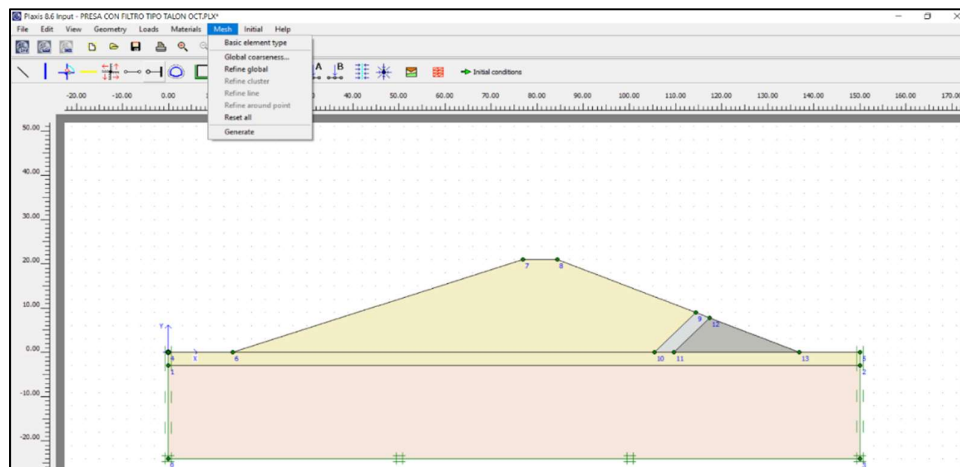 Plaxis 8.6 Input - PRESA CON FILTRO TIPO TALON OCT.PLX*
File Edit View Geometry Loads Materials Mesh Initial Help
Basic element type
Global coarseness...
Refine global
Refine cluster
Refine line
Refine around point
Reset all
Generate
A B Initial conditions
-20.00 -10.00 0.00 50.00 60.00 70.00 80.00 90.00 100.00 110.00 120.00 130.00 140.00 150.00 160.00 170.00
50.00
40.00
30.00
20.00
7 8
10.00
9 12
Y
0.00
x
4 6 10 11 13
1 2
-10.00
-20.00